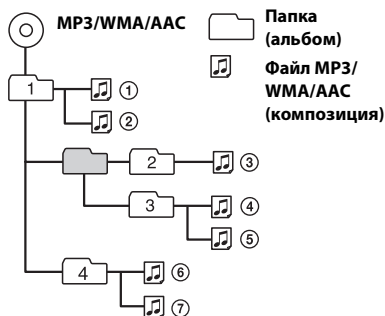 MP3/WMA/AAC
Папка
(альбом)
Файл MP3/
WMA/AAC
(композиция)
1
①
②
2
③
3
④
⑤
4
⑥
⑦